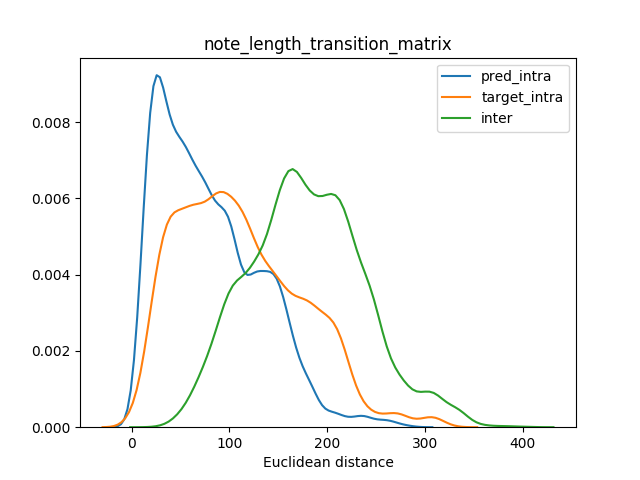 note_length_transition_matrix
pred_intra
target_intra
inter
0.008
0.006
0.004
0.002
0.000
0 100 200 300 400
Euclidean distance